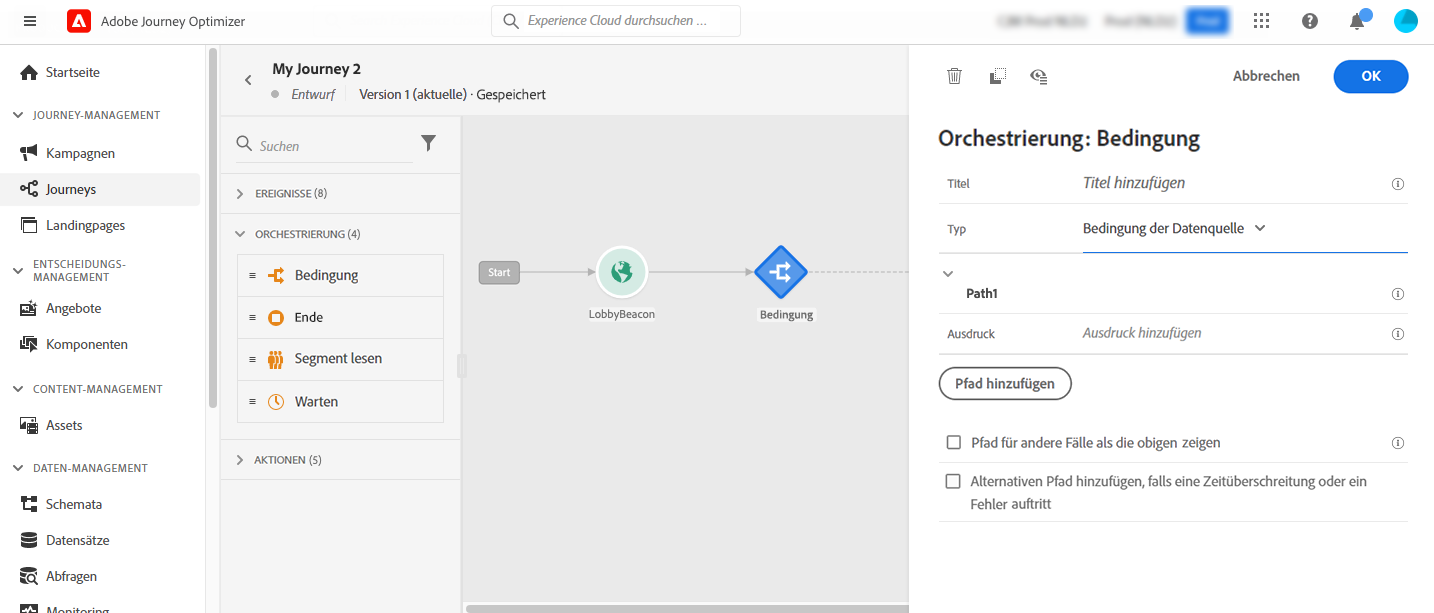 Adobe Journey Optimizer
Experience Cloud durchsuchen ...
Startseite
JOURNEY-MANAGEMENT
Kampagnen
Journeys
Landingpages
ENTSCHEIDUNGS-
MANAGEMENT
Angebote
Komponenten
CONTENT-MANAGEMENT
Assets
DATEN-MANAGEMENT
Schemata
Datensätze
Abfragen
Monitoring
My Journey 2
Entwurf
Version 1 (aktuelle) · Gespeichert
Suchen
EREIGNISSE (8)
ORCHESTRIERUNG (4)
Bedingung
Ende
Segment lesen
Warten
AKTIONEN (5)
Start
LobbyBeacon
Bedingung
Abbrechen
OK
Orchestrierung: Bedingung
Titel
Titel hinzufügen
Typ
Bedingung der Datenquelle
Path1
Ausdruck
Ausdruck hinzufügen
Pfad hinzufügen
Pfad für andere Fälle als die obigen zeigen
Alternativen Pfad hinzufügen, falls eine Zeitüberschreitung oder ein
Fehler auftritt